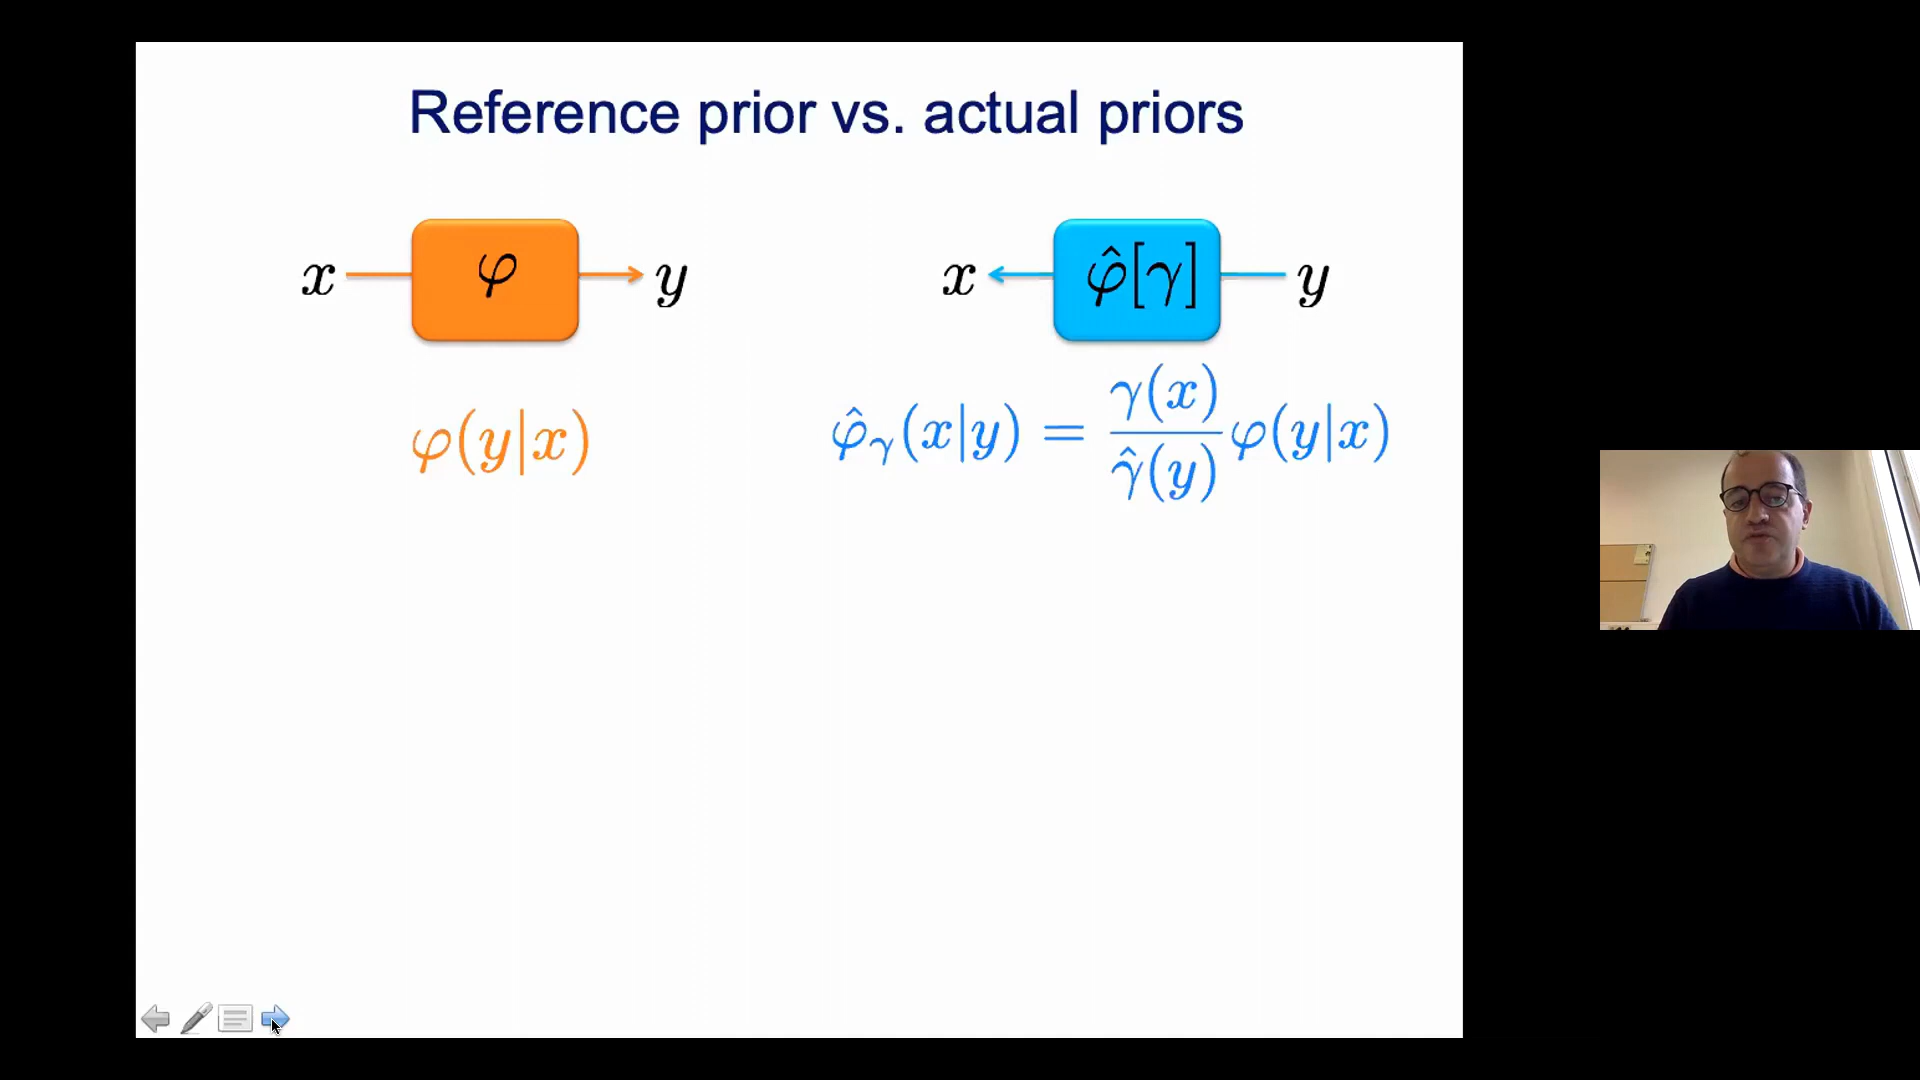 Reference prior vs. actual priors
x φ y
x φ̂[γ] y
φ(y|x)
φ̂_γ(x|y) = γ(x)/γ̂(y) φ(y|x)